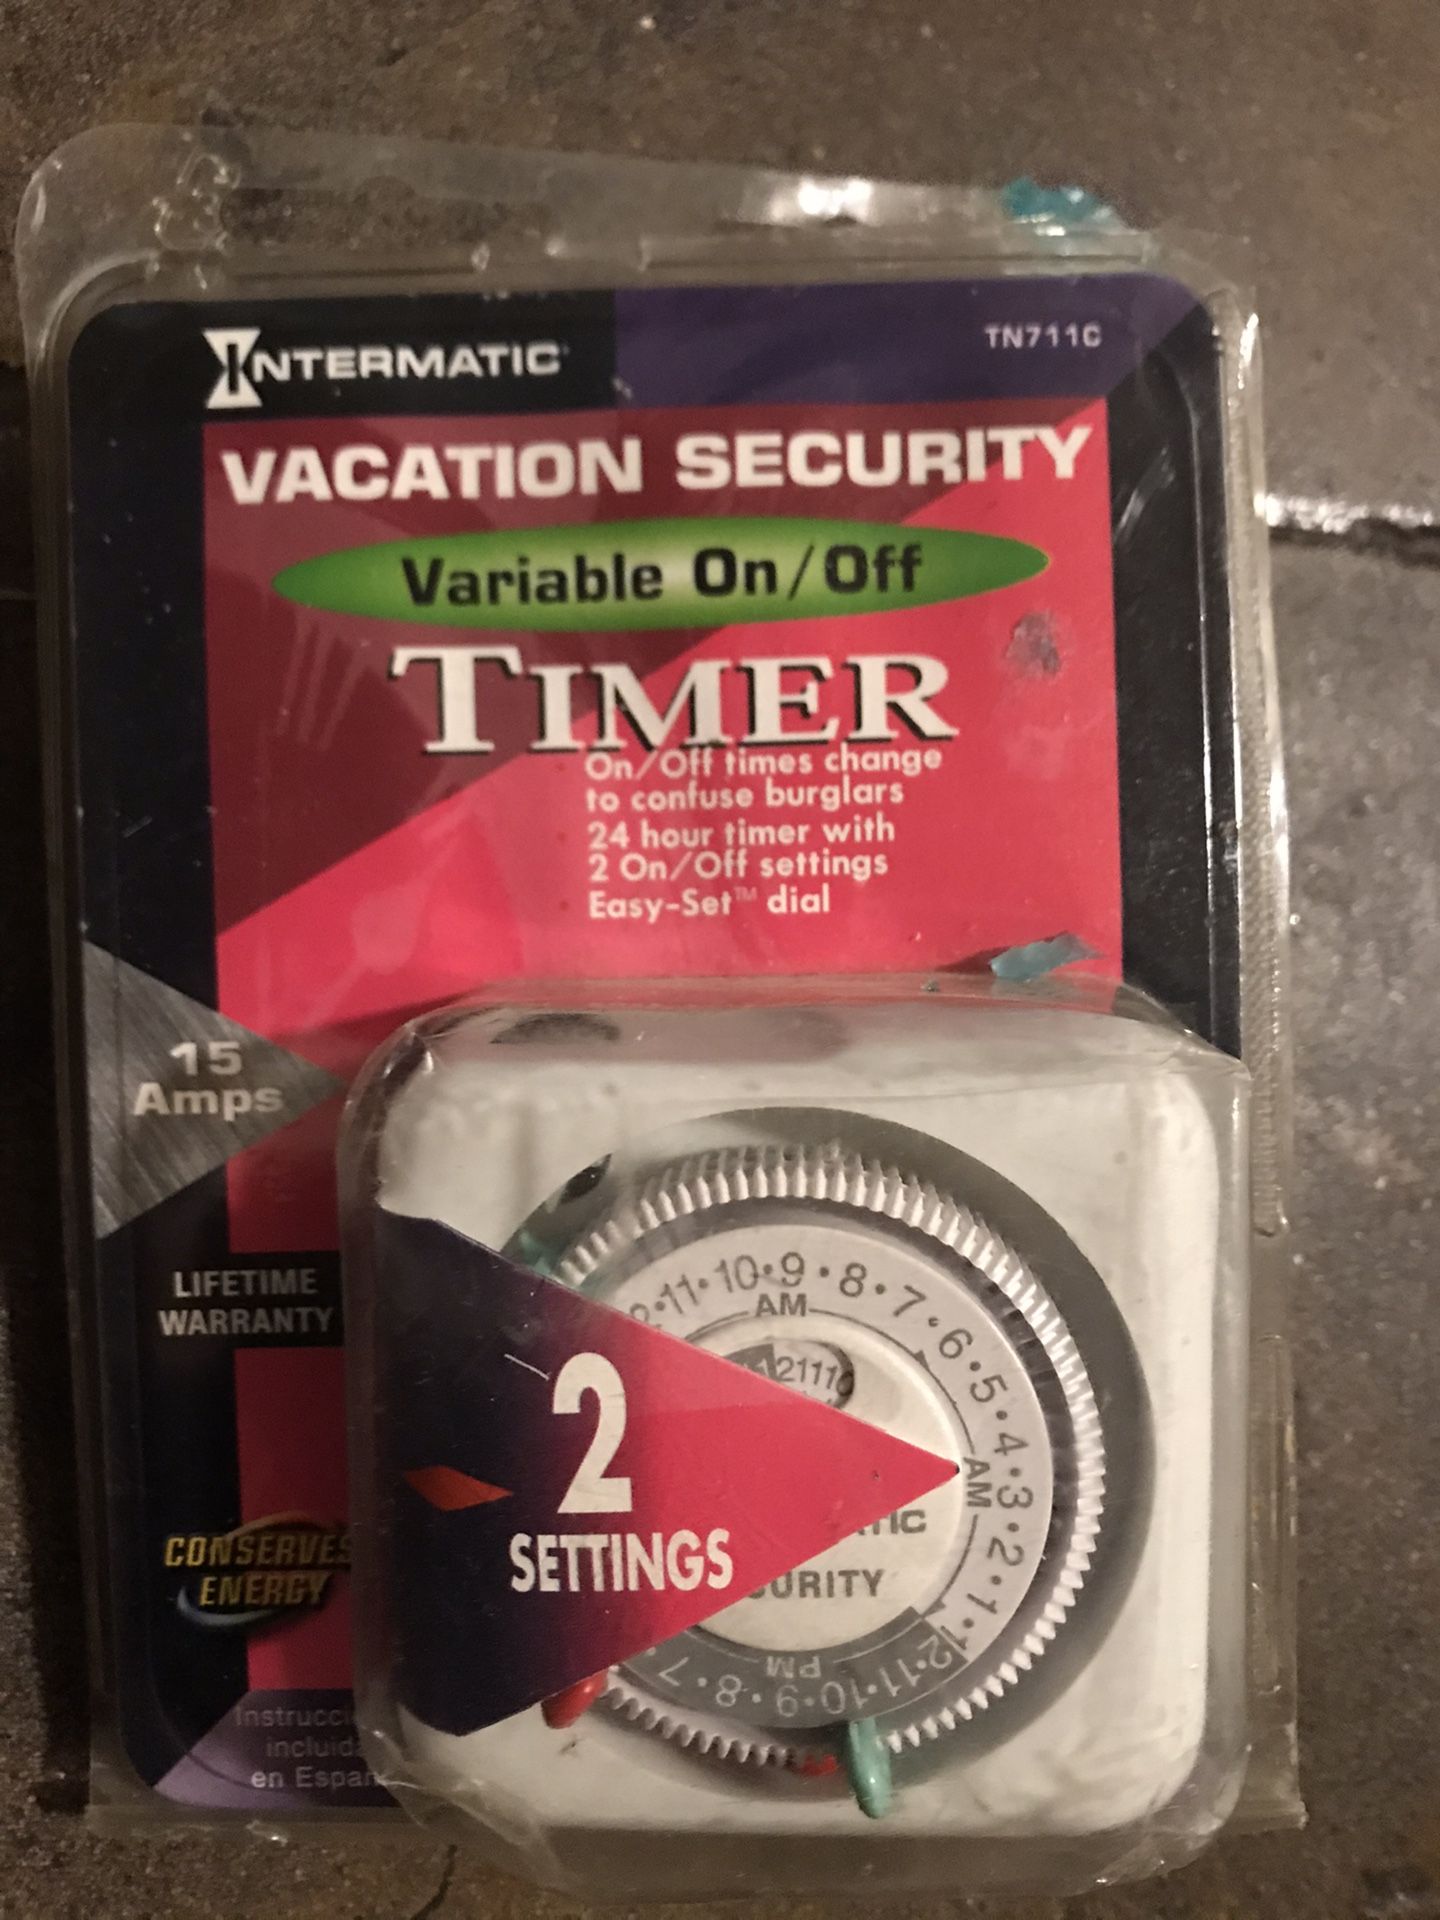 INTERMATIC
TN711C
VACATION SECURITY
Variable On/Off
TIMER
On/Off times change
to confuse burglars
24 hour timer with
2 On/Off settings
Easy-Set™ dial
15
Amps
LIFETIME
WARRANTY
CONSERVES
ENERGY
2
SETTINGS
11 • 10 • 9 • 8 • 7 • 6 • 5 • 4 • 3 • 2 • 1 • 12 • 11 • 10 • 9 • 8 • 7
AM
AM
PM
en Españ